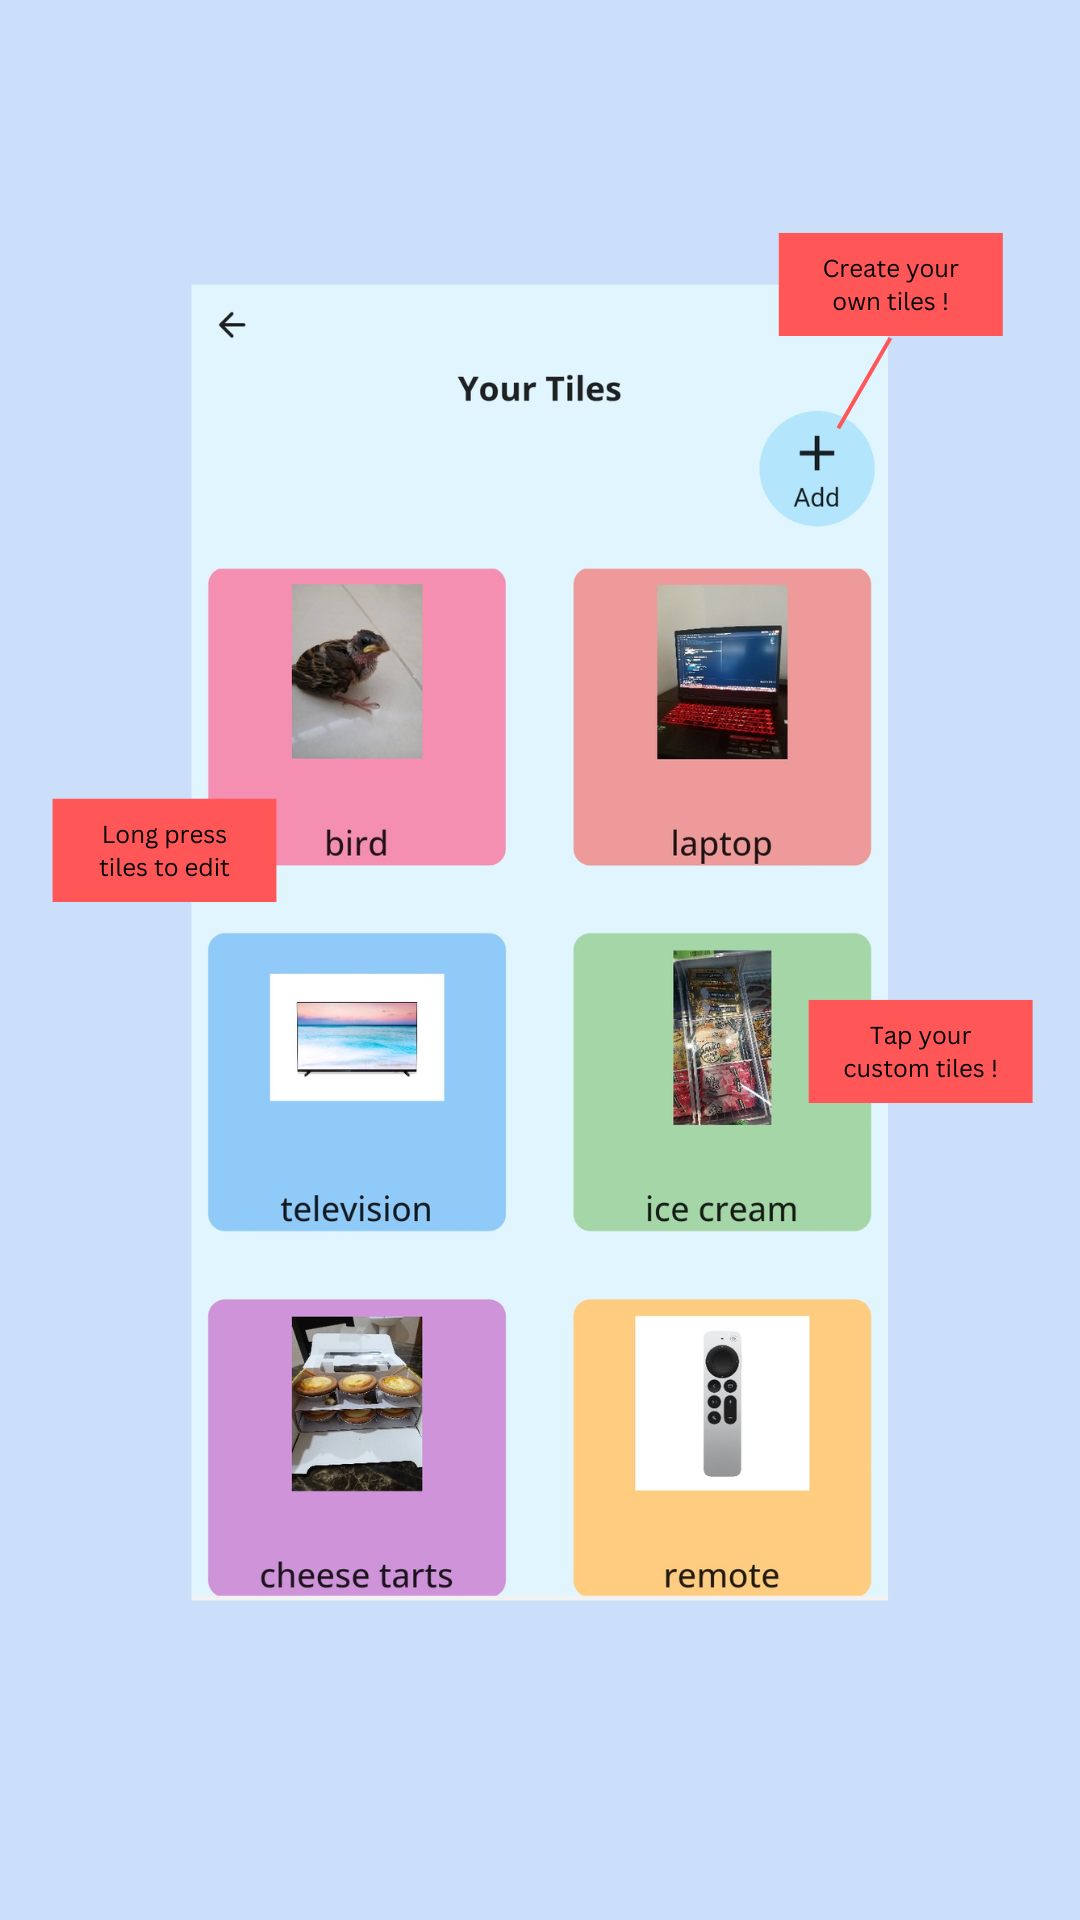 Create your
own tiles !
Your Tiles
Add
bird
laptop
Long press
tiles to edit
television
ice cream
Tap your
custom tiles !
cheese tarts
remote